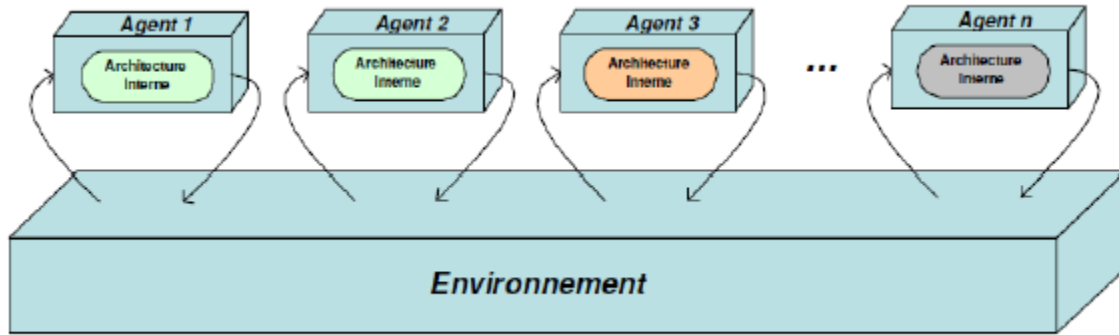 Agent 1
Agent 2
Agent 3
Agent n
Architecture
Interne
Architecture
Interne
Architecture
Interne
...
Architecture
Interne
Environnement